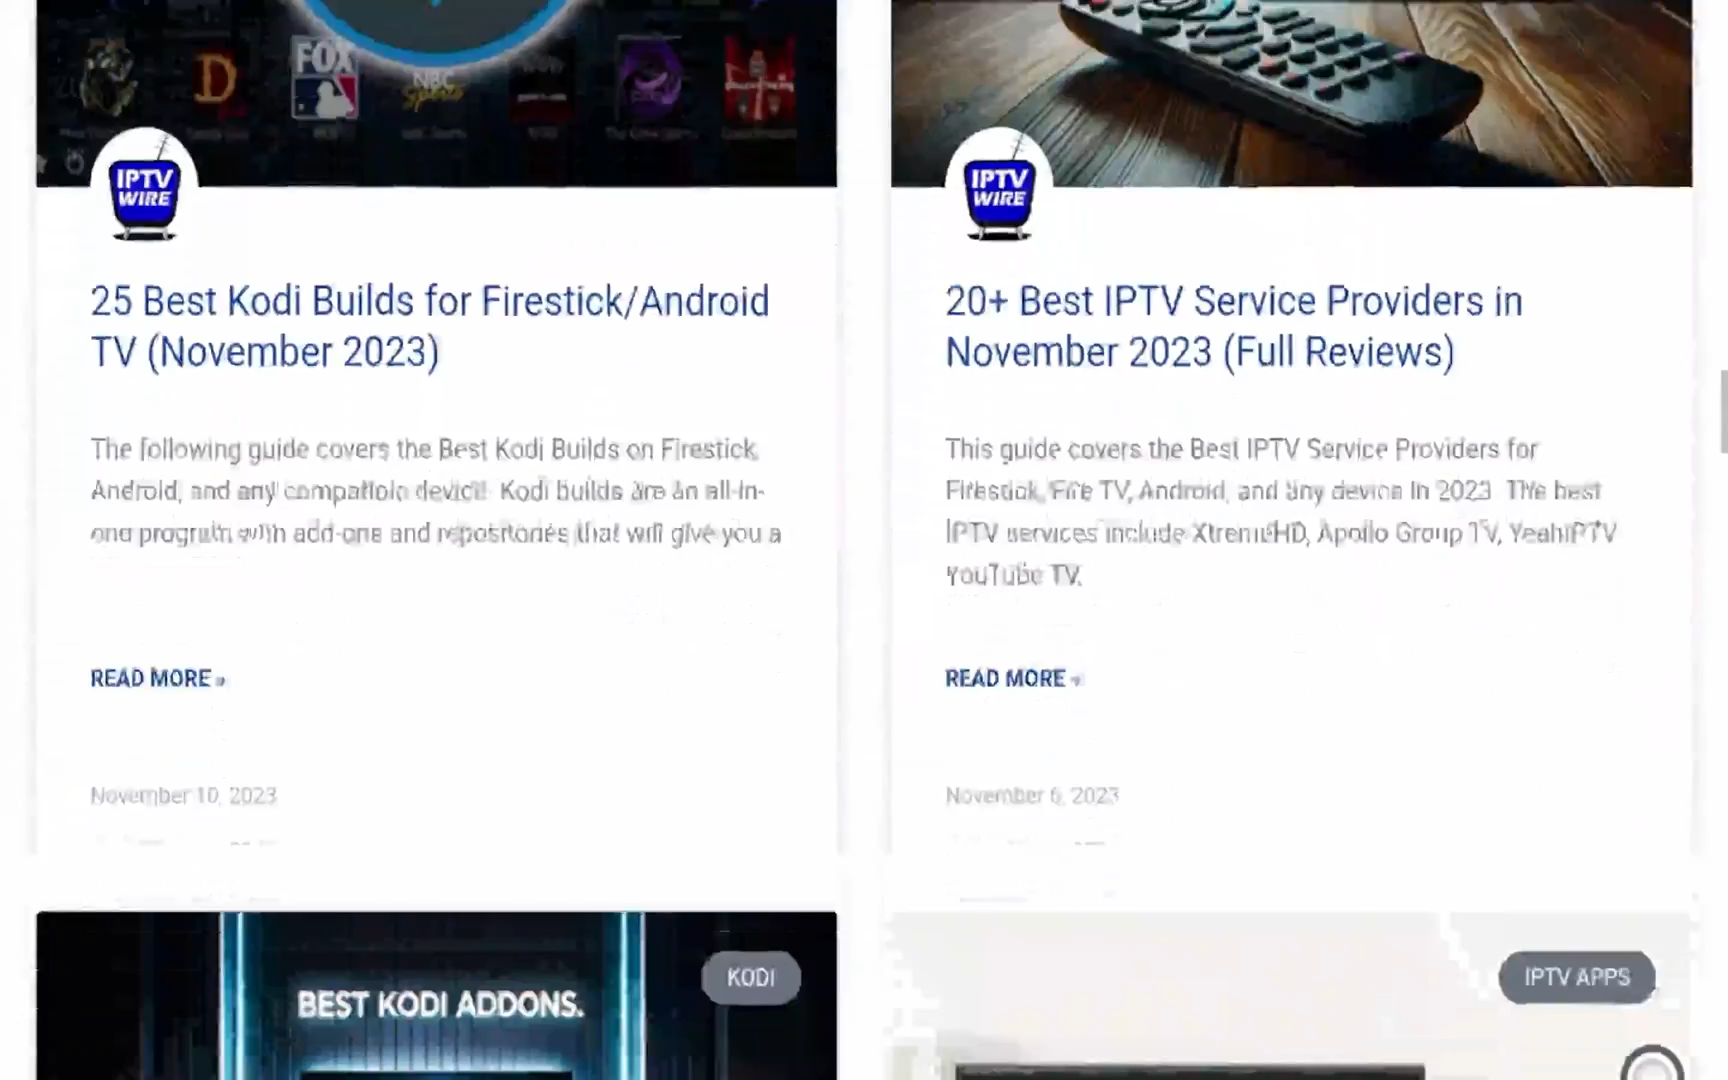 FOX
NBC
Sports
IPTV
WIRE
IPTV
WIRE
25 Best Kodi Builds for Firestick/Android
TV (November 2023)
20+ Best IPTV Service Providers in
November 2023 (Full Reviews)
The following guide covers the Best Kodi Builds on Firestick,
Android, and any compatible device. Kodi builds are an all-in-
one program with add-ons and repositories that will give you a
This guide covers the Best IPTV Service Providers for
Firestick, Fire TV, Android, and any device in 2023. The best
IPTV services include XtremeHD, Apollo Group TV, YeahIPTV
YouTube TV.
READ MORE »
READ MORE »
November 10, 2023
November 6, 2023
KODI
BEST KODI ADDONS.
IPTV APPS